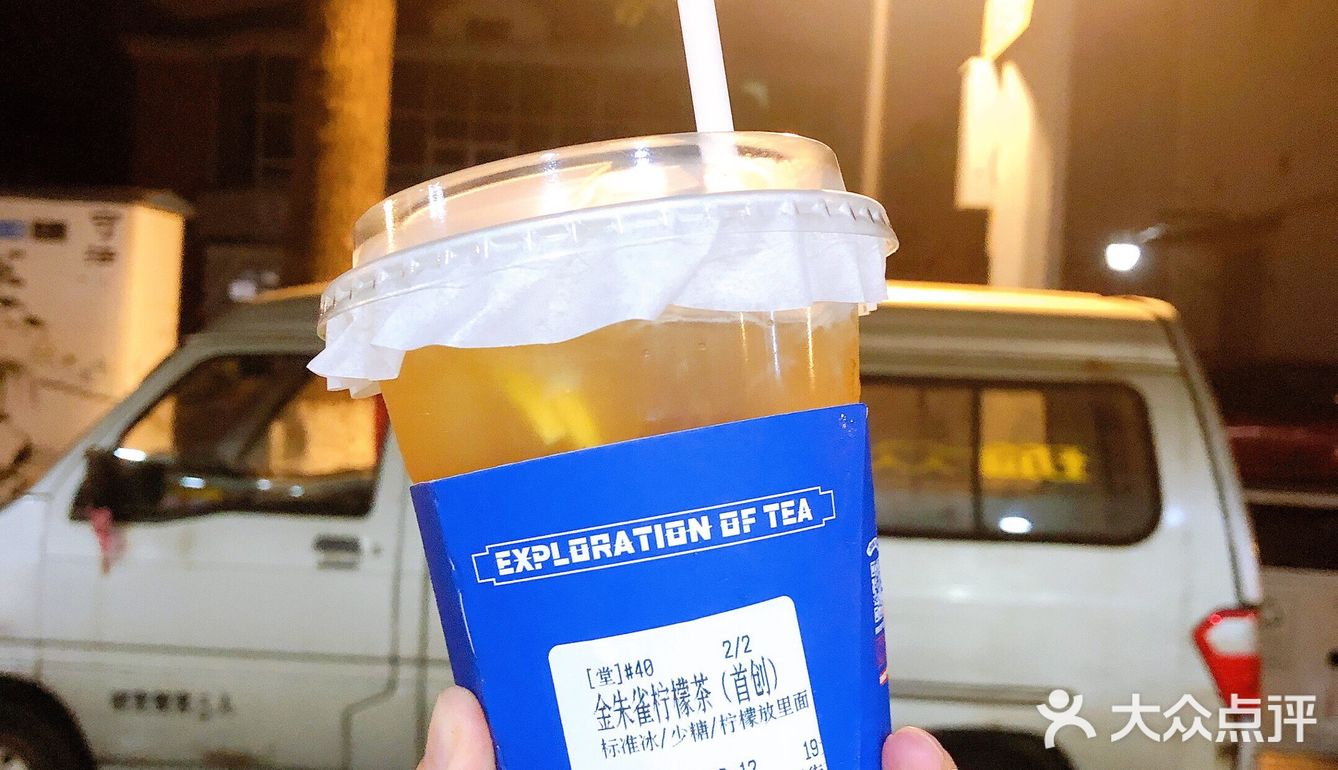 EXPLORATION OF TEA
2/2
[堂]#40
金朱雀柠檬茶(首创)
标准冰/少糖/柠檬放里面
19
大众点评